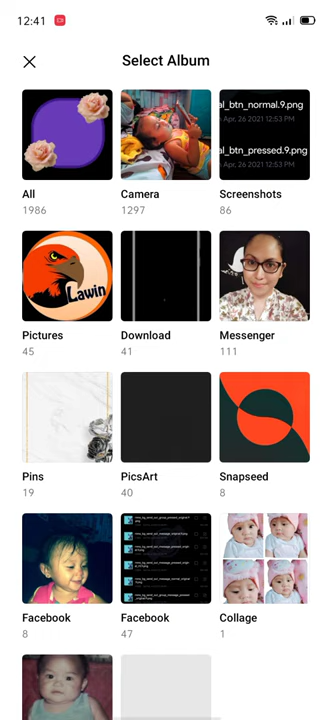 12:41
Select Album
al_btn_normal.9.png
Apr, 26 2021 12:53 PM
al_btn_pressed.9.png
Apr, 26 2021 12:53 PM
All
Camera
Screenshots
1986
1297
86
Lawin
Pictures
Download
Messenger
45
41
111
Pins
PicsArt
Snapseed
19
40
8
Facebook
Facebook
Collage
8
47
1